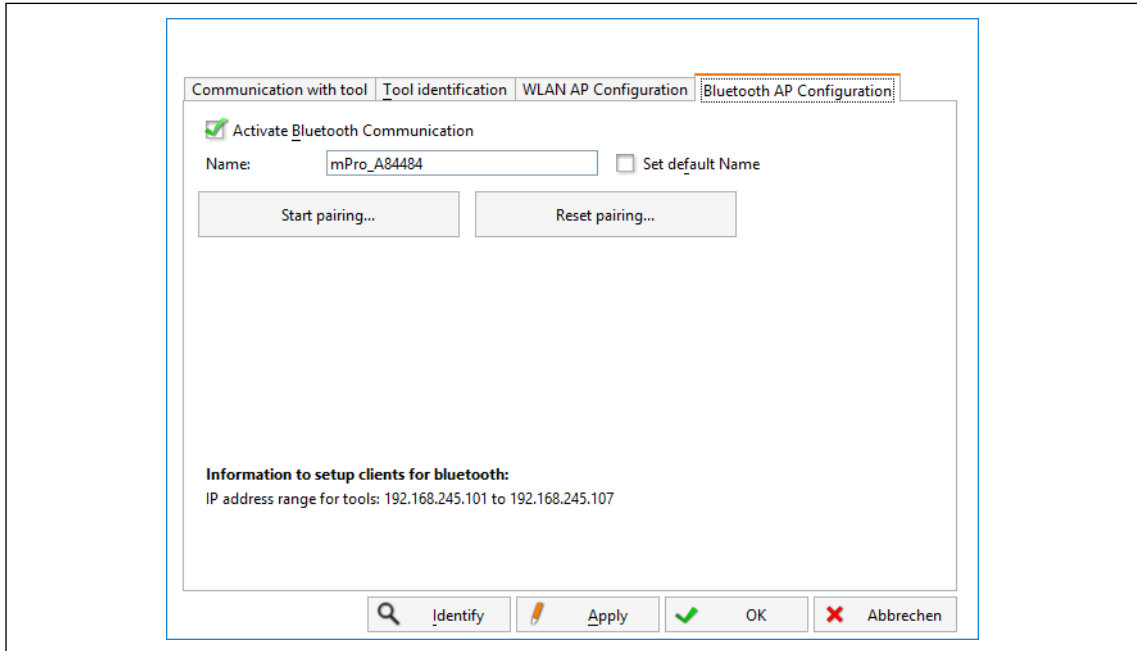 Communication with tool Tool identification WLAN AP Configuration Bluetooth AP Configuration
Activate Bluetooth Communication
Name: mPro_A84484 Set default Name
Start pairing... Reset pairing...
Information to setup clients for bluetooth:
IP address range for tools: 192.168.245.101 to 192.168.245.107
Identify Apply OK Abbrechen